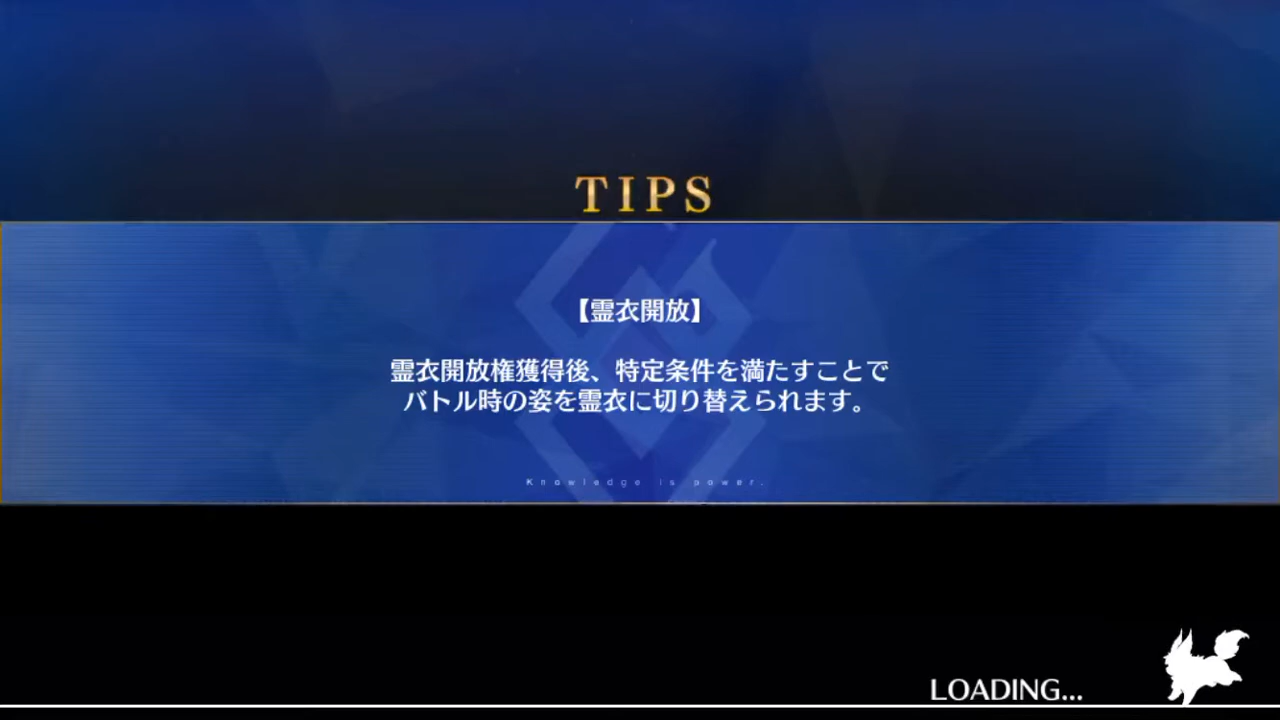 TIPS
【霊衣開放】
霊衣開放権獲得後、特定条件を満たすことで
バトル時の姿を霊衣に切り替えられます。
Knowledge is power.
LOADING...